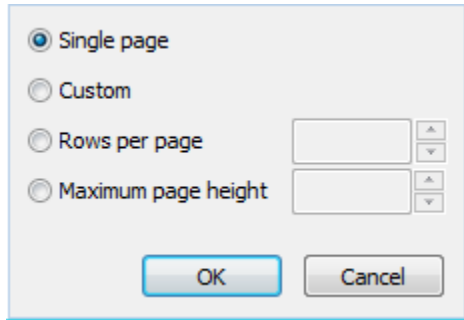 Single page
Custom
Rows per page
Maximum page height
OK Cancel